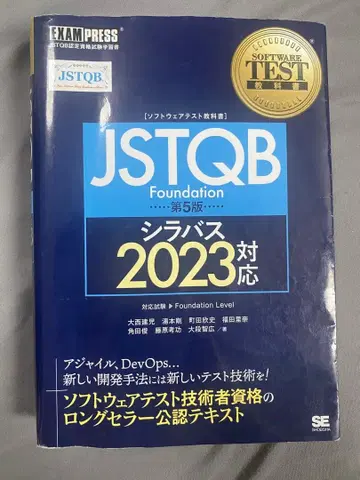 EXAMPRESS
JSTQB認定資格試験学習書
JSTQB
SOFTWARE
TEST
教科書
[ソフトウェアテスト教科書]
JSTQB
Foundation
第5版
シラバス
2023対応
対応試験▶Foundation Level
大西建児 湯本剛 町田欣史 福田里奈
角田俊 藤原考功 大段智広/著
アジャイル、DevOps…
新しい開発手法には新しいテスト技術を!
ソフトウェアテスト技術者資格の
ロングセラー公認テキスト
SE
SHOEISHA